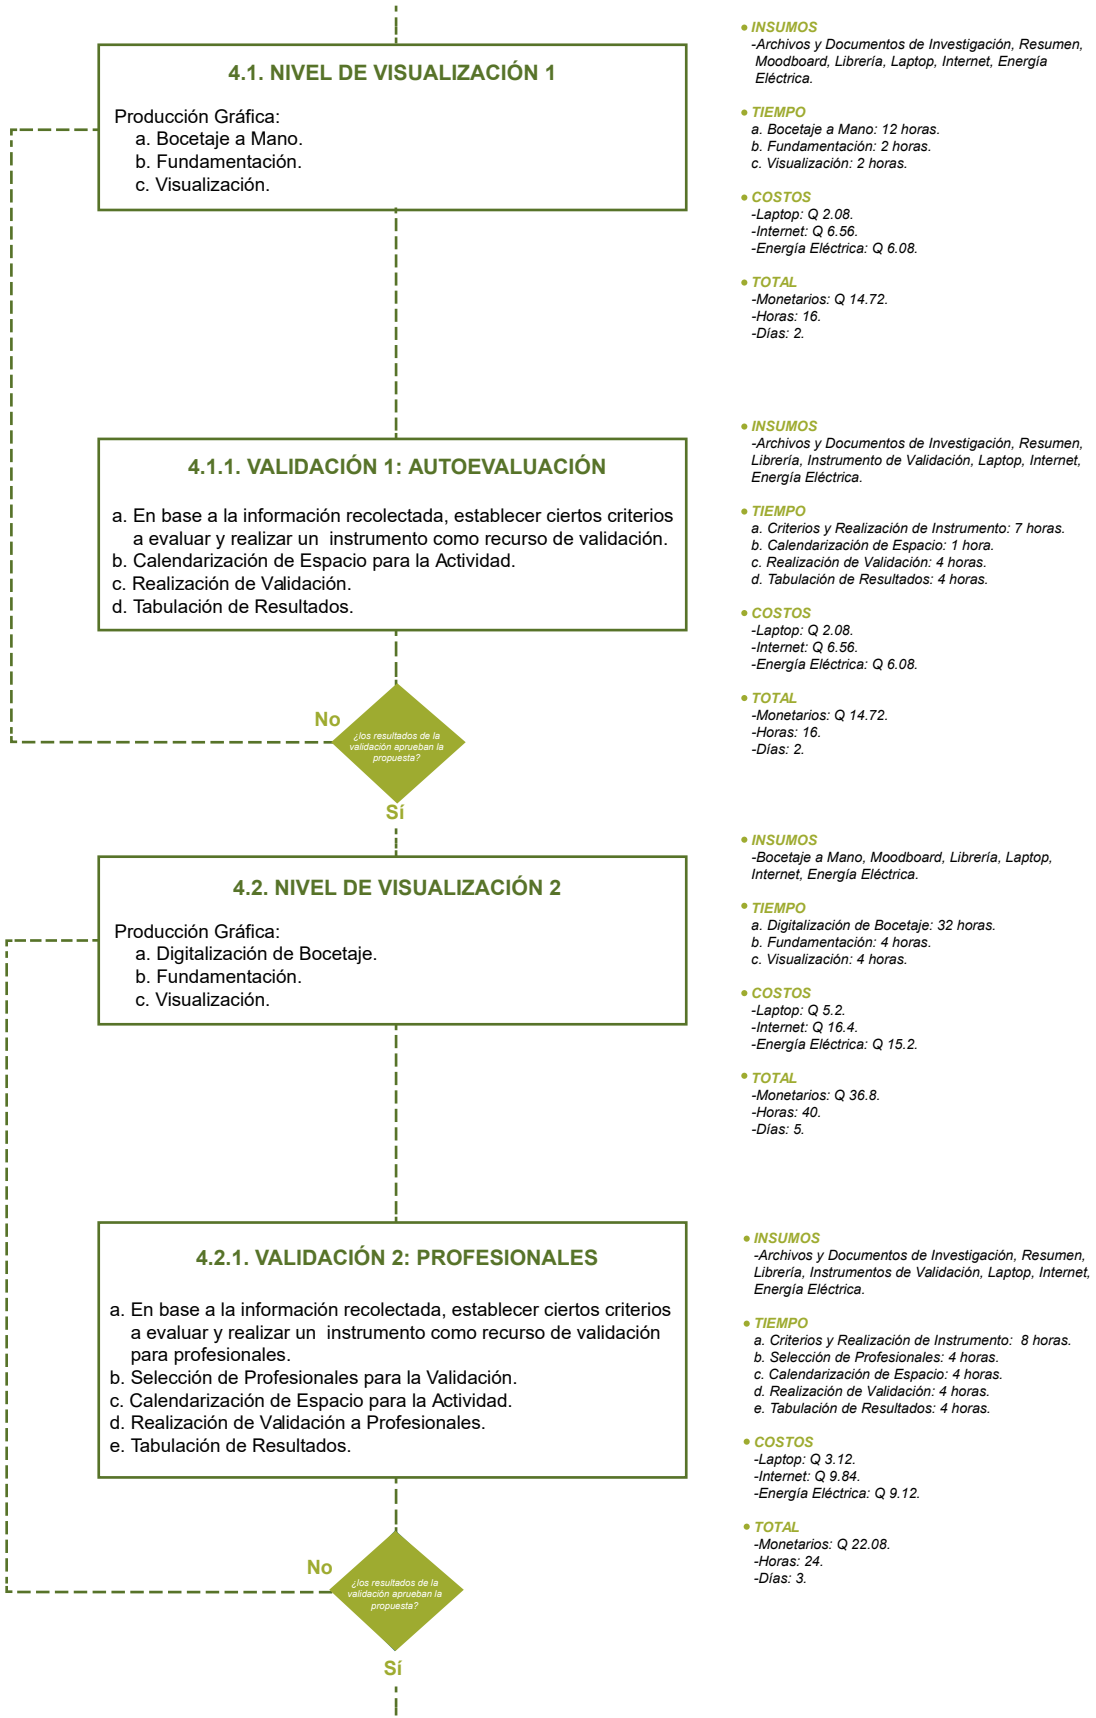 4.1. NIVEL DE VISUALIZACIÓN 1
Producción Gráfica:
a. Bocetaje a Mano.
b. Fundamentación.
c. Visualización.
• INSUMOS
-Archivos y Documentos de Investigación, Resumen,
Moodboard, Librería, Laptop, Internet, Energía
Eléctrica.
• TIEMPO
a. Bocetaje a Mano: 12 horas.
b. Fundamentación: 2 horas.
c. Visualización: 2 horas.
• COSTOS
-Laptop: Q 2.08.
-Internet: Q 6.56.
-Energía Eléctrica: Q 6.08.
• TOTAL
-Monetarios: Q 14.72.
-Horas: 16.
-Días: 2.
4.1.1. VALIDACIÓN 1: AUTOEVALUACIÓN
a. En base a la información recolectada, establecer ciertos criterios
a evaluar y realizar un  instrumento como recurso de validación.
b. Calendarización de Espacio para la Actividad.
c. Realización de Validación.
d. Tabulación de Resultados.
No
¿los resultados de la
validación aprueban la
propuesta?
Sí
• INSUMOS
-Archivos y Documentos de Investigación, Resumen,
Librería, Instrumento de Validación, Laptop, Internet,
Energía Eléctrica.
• TIEMPO
a. Criterios y Realización de Instrumento: 7 horas.
b. Calendarización de Espacio: 1 hora.
c. Realización de Validación: 4 horas.
d. Tabulación de Resultados: 4 horas.
• COSTOS
-Laptop: Q 2.08.
-Internet: Q 6.56.
-Energía Eléctrica: Q 6.08.
• TOTAL
-Monetarios: Q 14.72.
-Horas: 16.
-Días: 2.
4.2. NIVEL DE VISUALIZACIÓN 2
Producción Gráfica:
a. Digitalización de Bocetaje.
b. Fundamentación.
c. Visualización.
• INSUMOS
-Bocetaje a Mano, Moodboard, Librería, Laptop,
Internet, Energía Eléctrica.
• TIEMPO
a. Digitalización de Bocetaje: 32 horas.
b. Fundamentación: 4 horas.
c. Visualización: 4 horas.
• COSTOS
-Laptop: Q 5.2.
-Internet: Q 16.4.
-Energía Eléctrica: Q 15.2.
• TOTAL
-Monetarios: Q 36.8.
-Horas: 40.
-Días: 5.
4.2.1. VALIDACIÓN 2: PROFESIONALES
a. En base a la información recolectada, establecer ciertos criterios
a evaluar y realizar un  instrumento como recurso de validación
para profesionales.
b. Selección de Profesionales para la Validación.
c. Calendarización de Espacio para la Actividad.
d. Realización de Validación a Profesionales.
e. Tabulación de Resultados.
No
¿los resultados de la
validación aprueban la
propuesta?
Sí
• INSUMOS
-Archivos y Documentos de Investigación, Resumen,
Librería, Instrumentos de Validación, Laptop, Internet,
Energía Eléctrica.
• TIEMPO
a. Criterios y Realización de Instrumento:  8 horas.
b. Selección de Profesionales: 4 horas.
c. Calendarización de Espacio: 4 horas.
d. Realización de Validación: 4 horas.
e. Tabulación de Resultados: 4 horas.
• COSTOS
-Laptop: Q 3.12.
-Internet: Q 9.84.
-Energía Eléctrica: Q 9.12.
• TOTAL
-Monetarios: Q 22.08.
-Horas: 24.
-Días: 3.